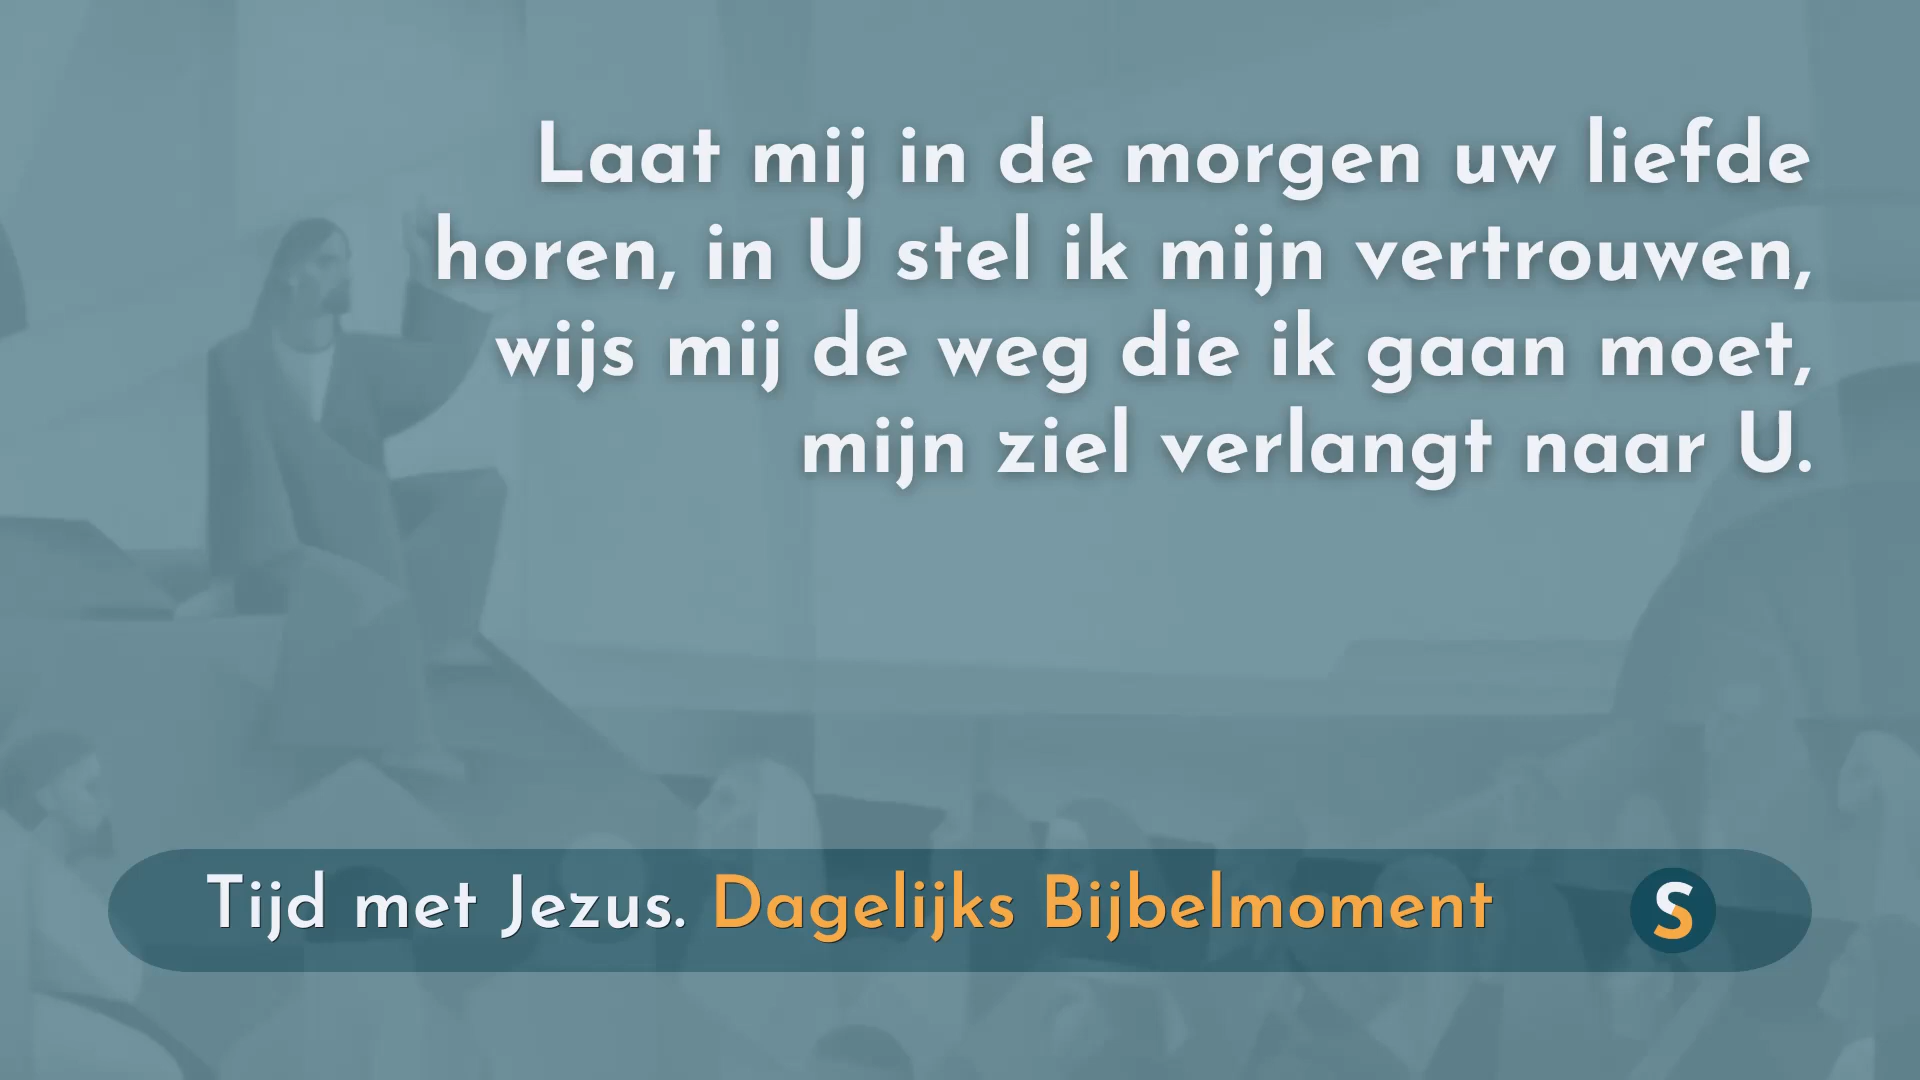 Laat mij in de morgen uw liefde
horen, in U stel ik mijn vertrouwen,
wijs mij de weg die ik gaan moet,
mijn ziel verlangt naar U.
Tijd met Jezus. Dagelijks Bijbelmoment
S